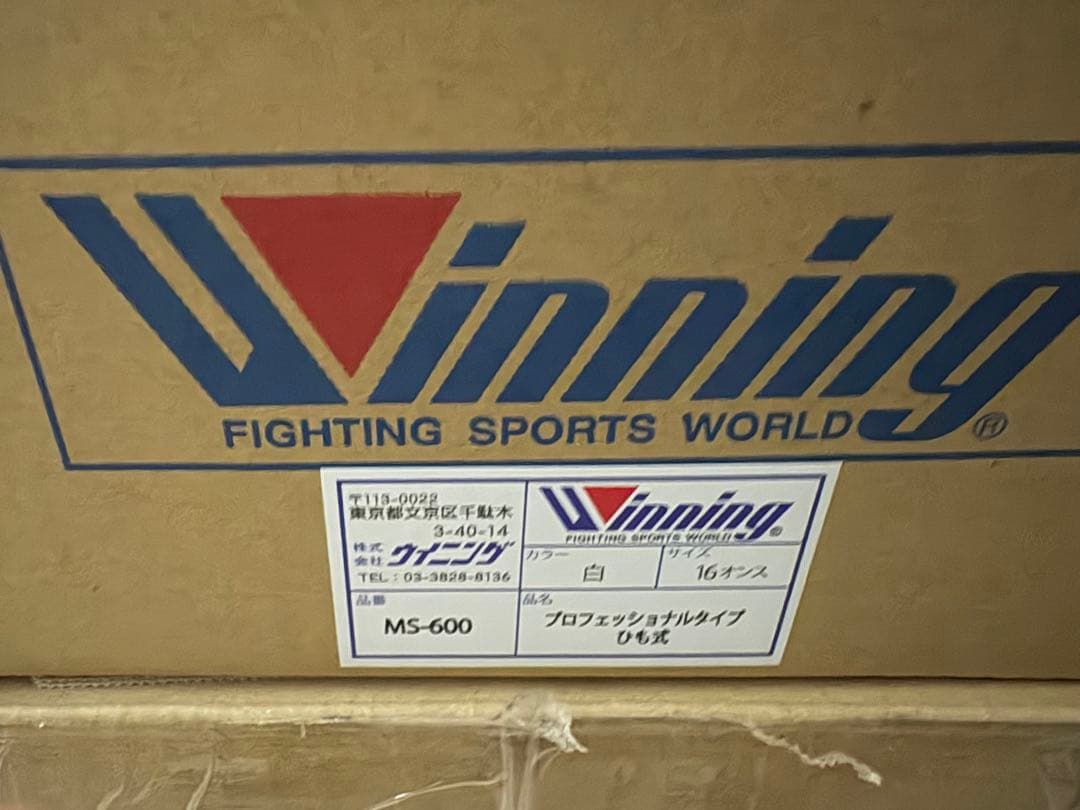 Winning
FIGHTING SPORTS WORLD®
〒113-0022
東京都文京区千駄木
3-40-14
株式会社 ウイニング
TEL：03-3828-8136
Winning®
FIGHTING SPORTS WORLD
カラー
白
サイズ
16オンス
品番
MS-600
品名
プロフェッショナルタイプ
ひも式